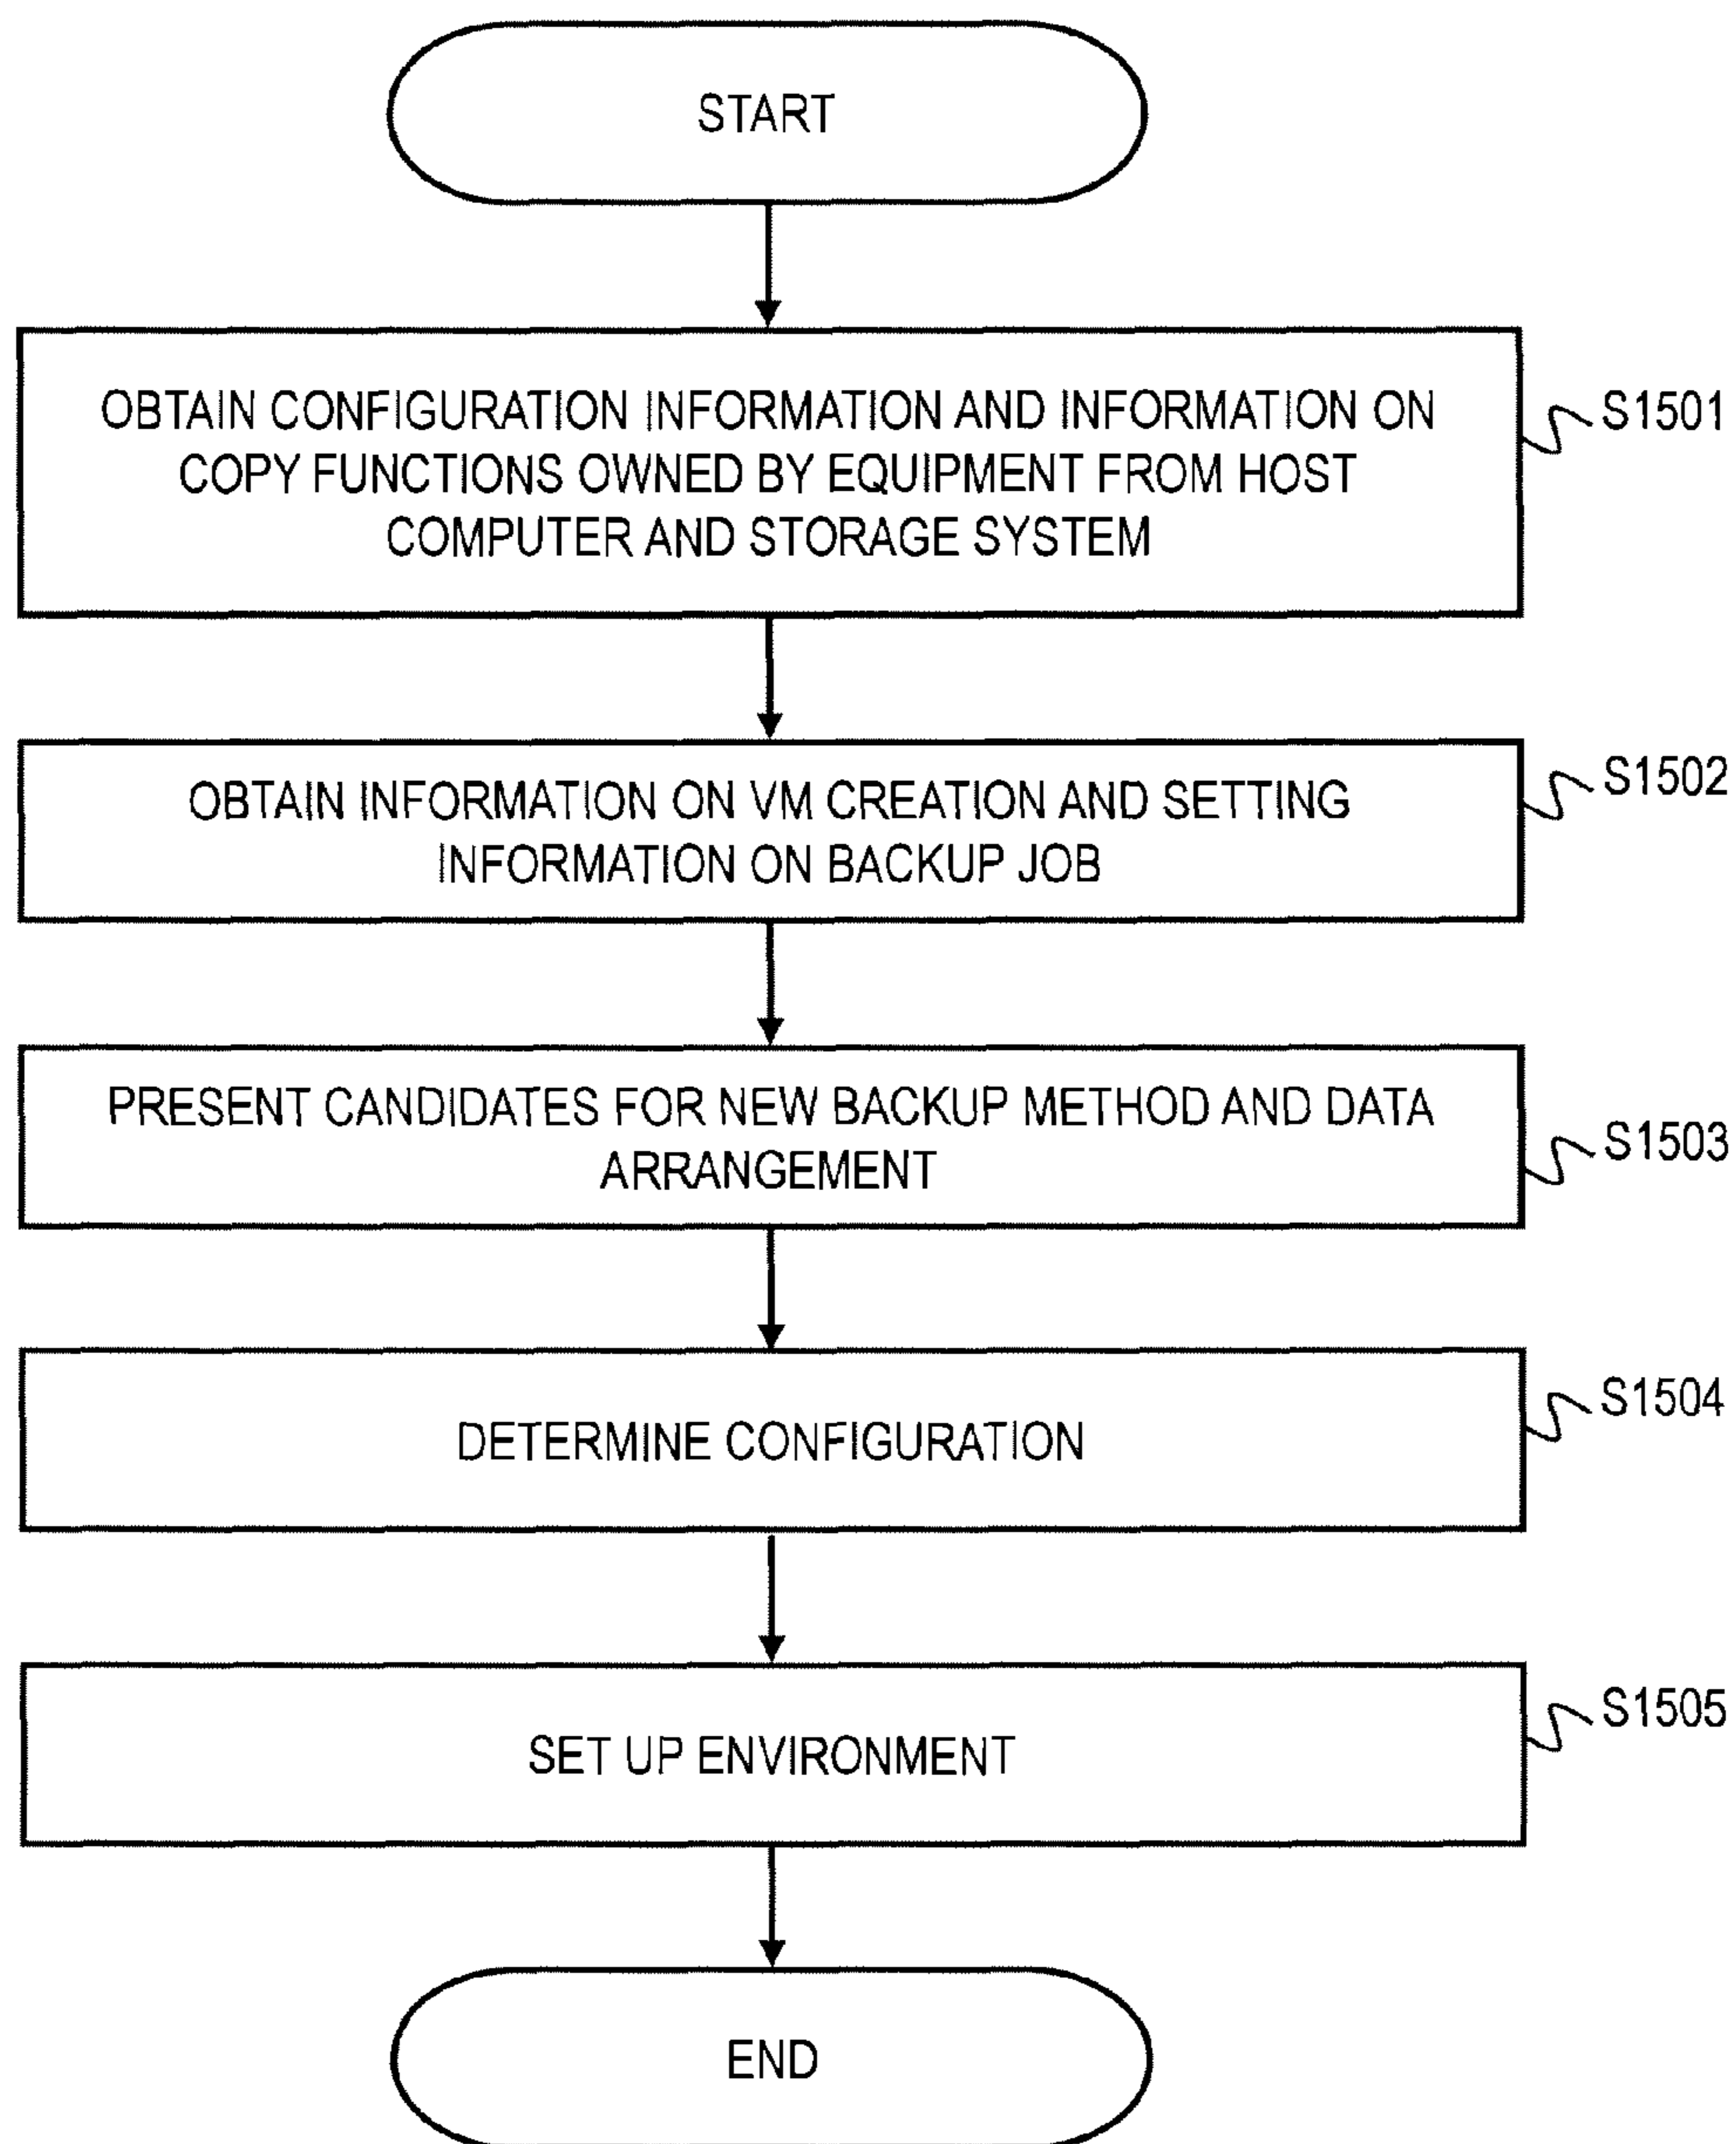 START
OBTAIN CONFIGURATION INFORMATION AND INFORMATION ON
COPY FUNCTIONS OWNED BY EQUIPMENT FROM HOST
COMPUTER AND STORAGE SYSTEM
S1501
OBTAIN INFORMATION ON VM CREATION AND SETTING
INFORMATION ON BACKUP JOB
S1502
PRESENT CANDIDATES FOR NEW BACKUP METHOD AND DATA
ARRANGEMENT
S1503
DETERMINE CONFIGURATION
S1504
SET UP ENVIRONMENT
S1505
END